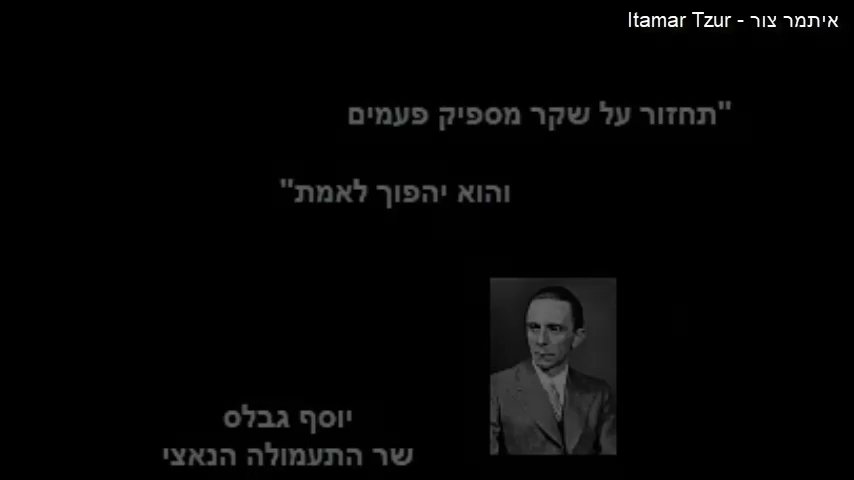 איתמר צור - Itamar Tzur
"תחזור על שקר מספיק פעמים
והוא יהפוך לאמת"
יוסף גבלס
שר התעמולה הנאצי